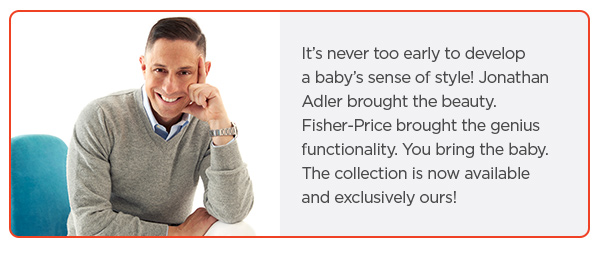 It’s never too early to develop
a baby’s sense of style! Jonathan
Adler brought the beauty.
Fisher-Price brought the genius
functionality. You bring the baby.
The collection is now available
and exclusively ours!